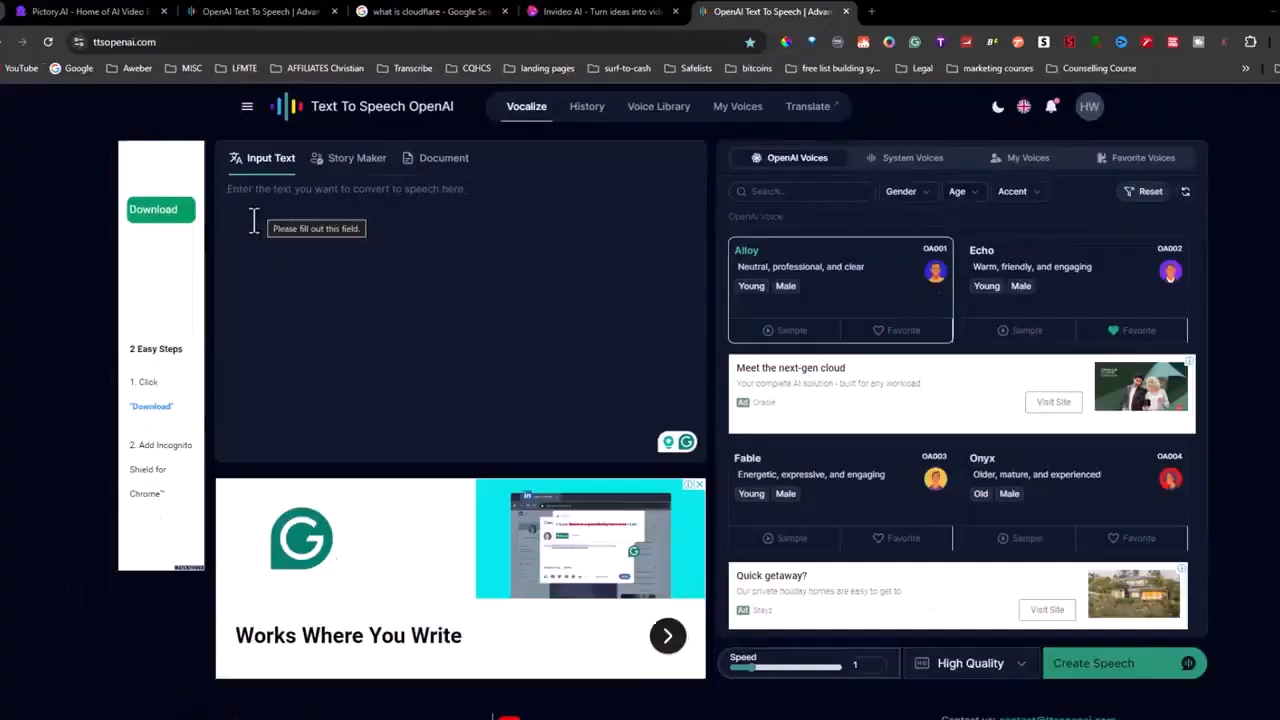 Pictory.AI - Home of AI Video E
OpenAI Text To Speech | Advan
what is cloudflare - Google Sea
Invideo AI - Turn ideas into vid
OpenAI Text To Speech | Advan
ttsopenai.com
YouTube
Google
Aweber
MISC
LFMTE
AFFILIATES Christian
Transcribe
CQHCS
landing pages
surf-to-cash
Safelists
bitcoins
free list building sy...
Legal
marketing courses
Counselling Course
Text To Speech OpenAI
Vocalize
History
Voice Library
My Voices
Translate
HW
Download
2 Easy Steps
1. Click
"Download"
2. Add Incognito
Shield for
Chrome™
Input Text
Story Maker
Document
Enter the text you want to convert to speech here
Please fill out this field.
Works Where You Write
OpenAI Voices
System Voices
My Voices
Favorite Voices
Search...
Gender
Age
Accent
Reset
OpenAI Voice
Alloy
OA001
Neutral, professional, and clear
Young
Male
Sample
Favorite
Echo
OA002
Warm, friendly, and engaging
Young
Male
Sample
Favorite
Meet the next-gen cloud
Your complete AI solution - built for any workload
Ad Oracle
Visit Site
Fable
OA003
Energetic, expressive, and engaging
Young
Male
Sample
Favorite
Onyx
OA004
Older, mature, and experienced
Old
Male
Sample
Favorite
Quick getaway?
Our private holiday homes are easy to get to
Ad Stayz
Visit Site
Speed
1
High Quality
Create Speech